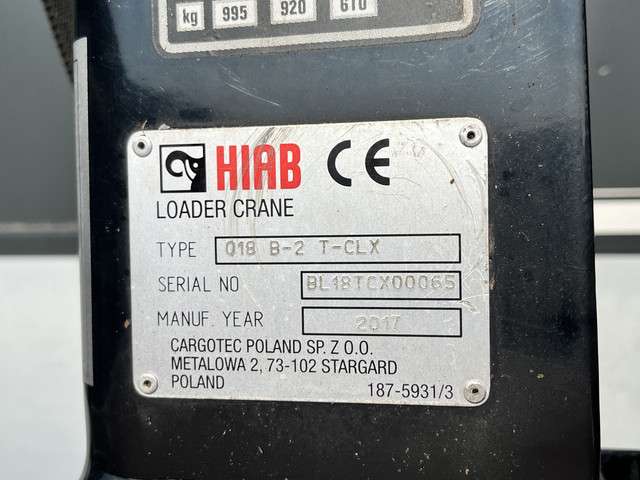 kg 995 920 610
HIAB CE
LOADER CRANE
TYPE 018 B-2 T-CLX
SERIAL NO BL18TCX00065
MANUF. YEAR 2017
CARGOTEC POLAND SP. Z O.O.
METALOWA 2, 73-102 STARGARD
POLAND 187-5931/3